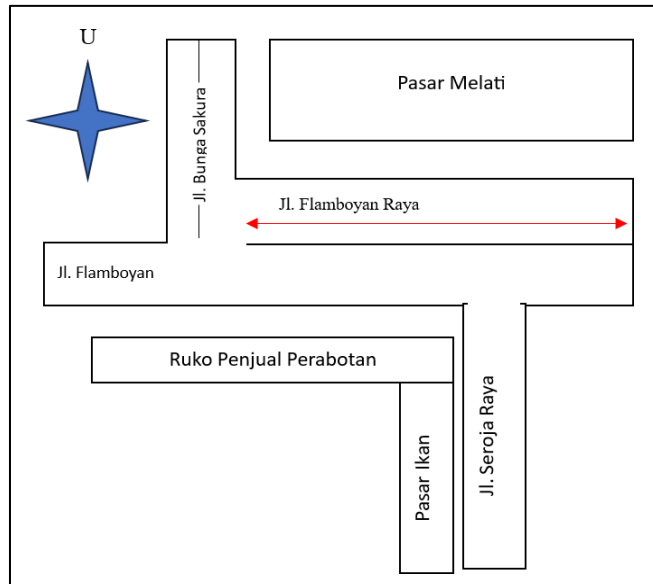 U
Jl. Bunga Sakura
Pasar Melati
Jl. Flamboyan Raya
Jl. Flamboyan
Ruko Penjual Perabotan
Pasar Ikan
Jl. Seroja Raya